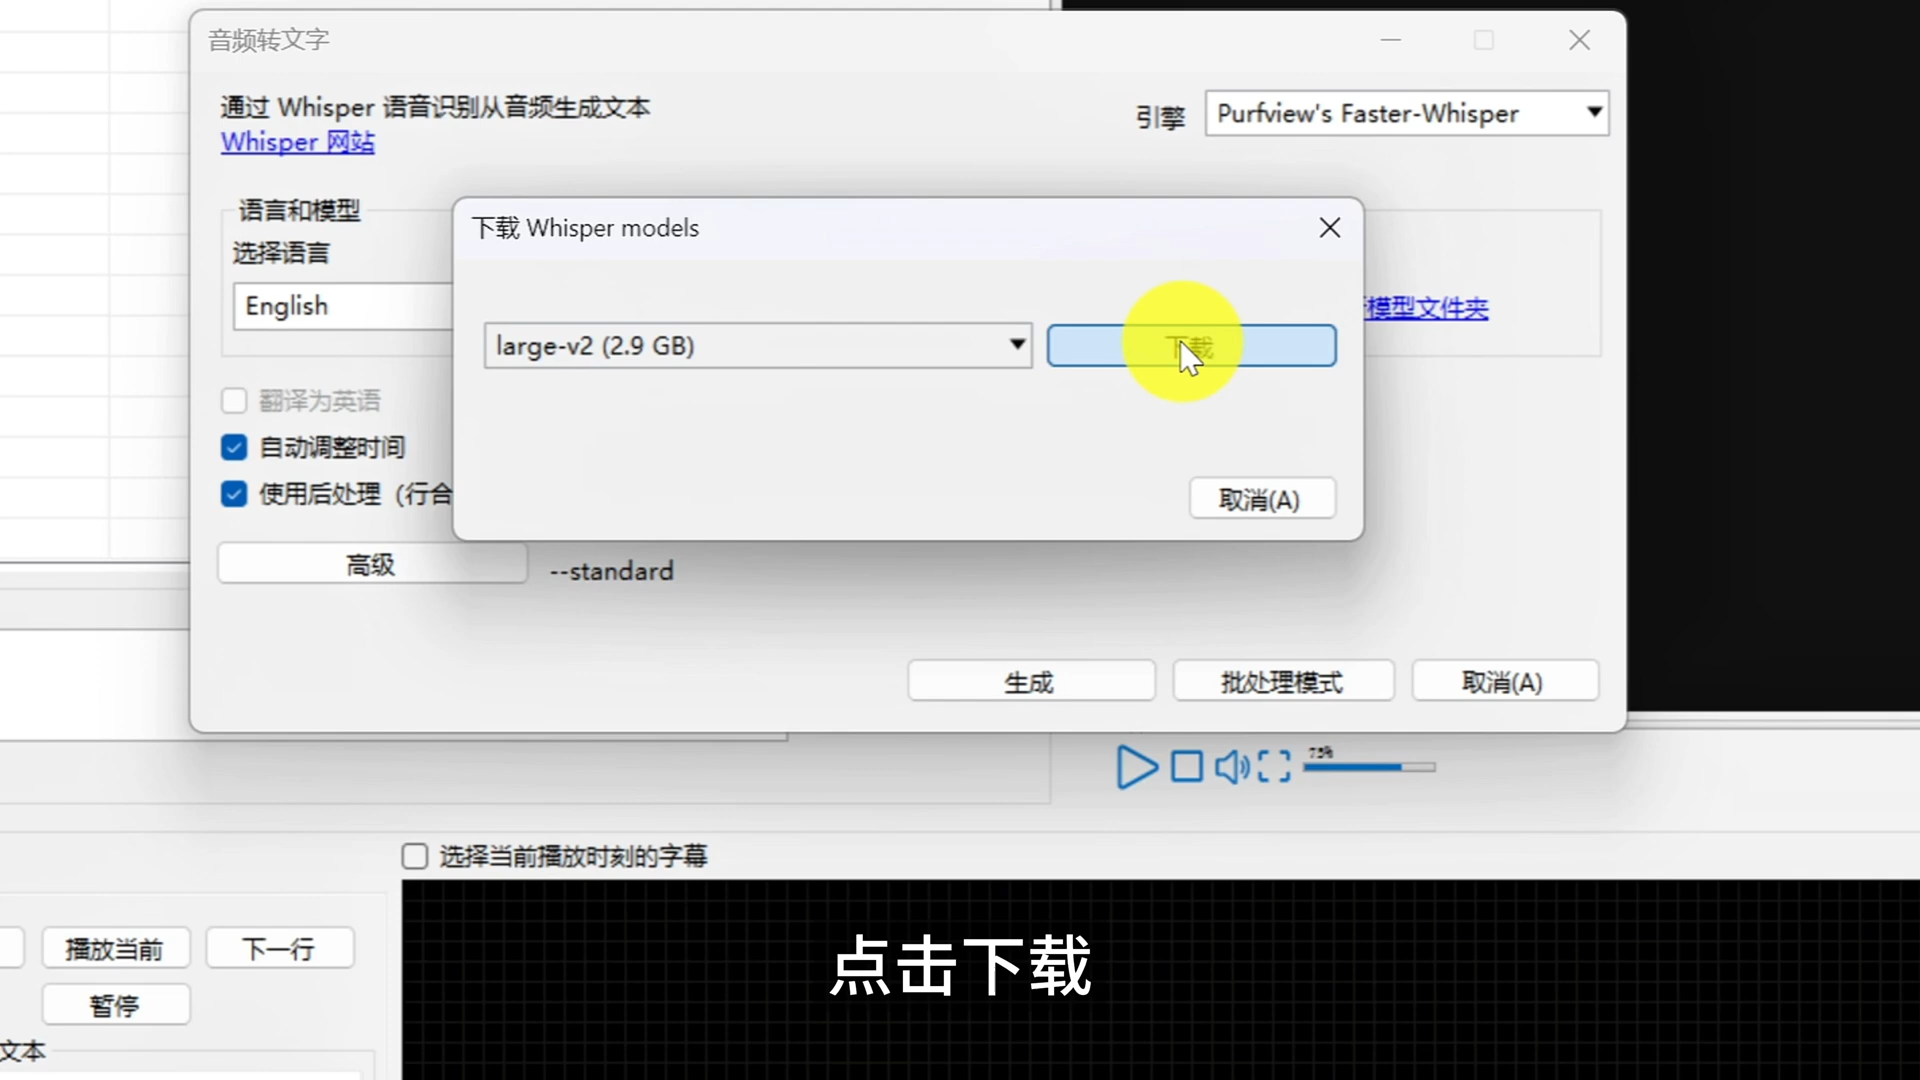 音频转文字
通过 Whisper 语音识别从音频生成文本
Whisper 网站
引擎
Purfview's Faster-Whisper
语言和模型
选择语言
English
下载 Whisper models
large-v2 (2.9 GB)
下载
取消(A)
模型文件夹
翻译为英语
自动调整时间
使用后处理（行合
高级
--standard
生成
批处理模式
取消(A)
75%
选择当前播放时刻的字幕
播放当前
下一行
暂停
文本
点击下载